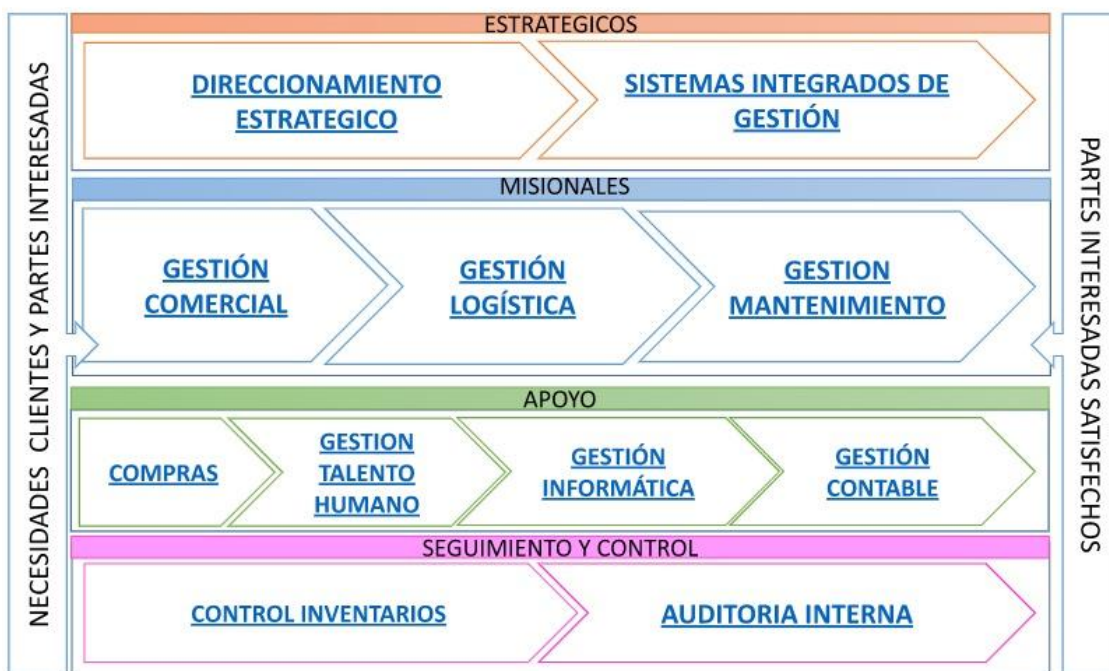 NECESIDADES CLIENTES Y PARTES INTERESADAS
ESTRATEGICOS
DIRECCIONAMIENTO
ESTRATEGICO
SISTEMAS INTEGRADOS DE
GESTIÓN
MISIONALES
GESTIÓN
COMERCIAL
GESTIÓN
LOGÍSTICA
GESTION
MANTENIMIENTO
APOYO
COMPRAS
GESTION
TALENTO
HUMANO
GESTIÓN
INFORMÁTICA
GESTIÓN
CONTABLE
SEGUIMIENTO Y CONTROL
CONTROL INVENTARIOS
AUDITORIA INTERNA
PARTES INTERESADAS SATISFECHOS